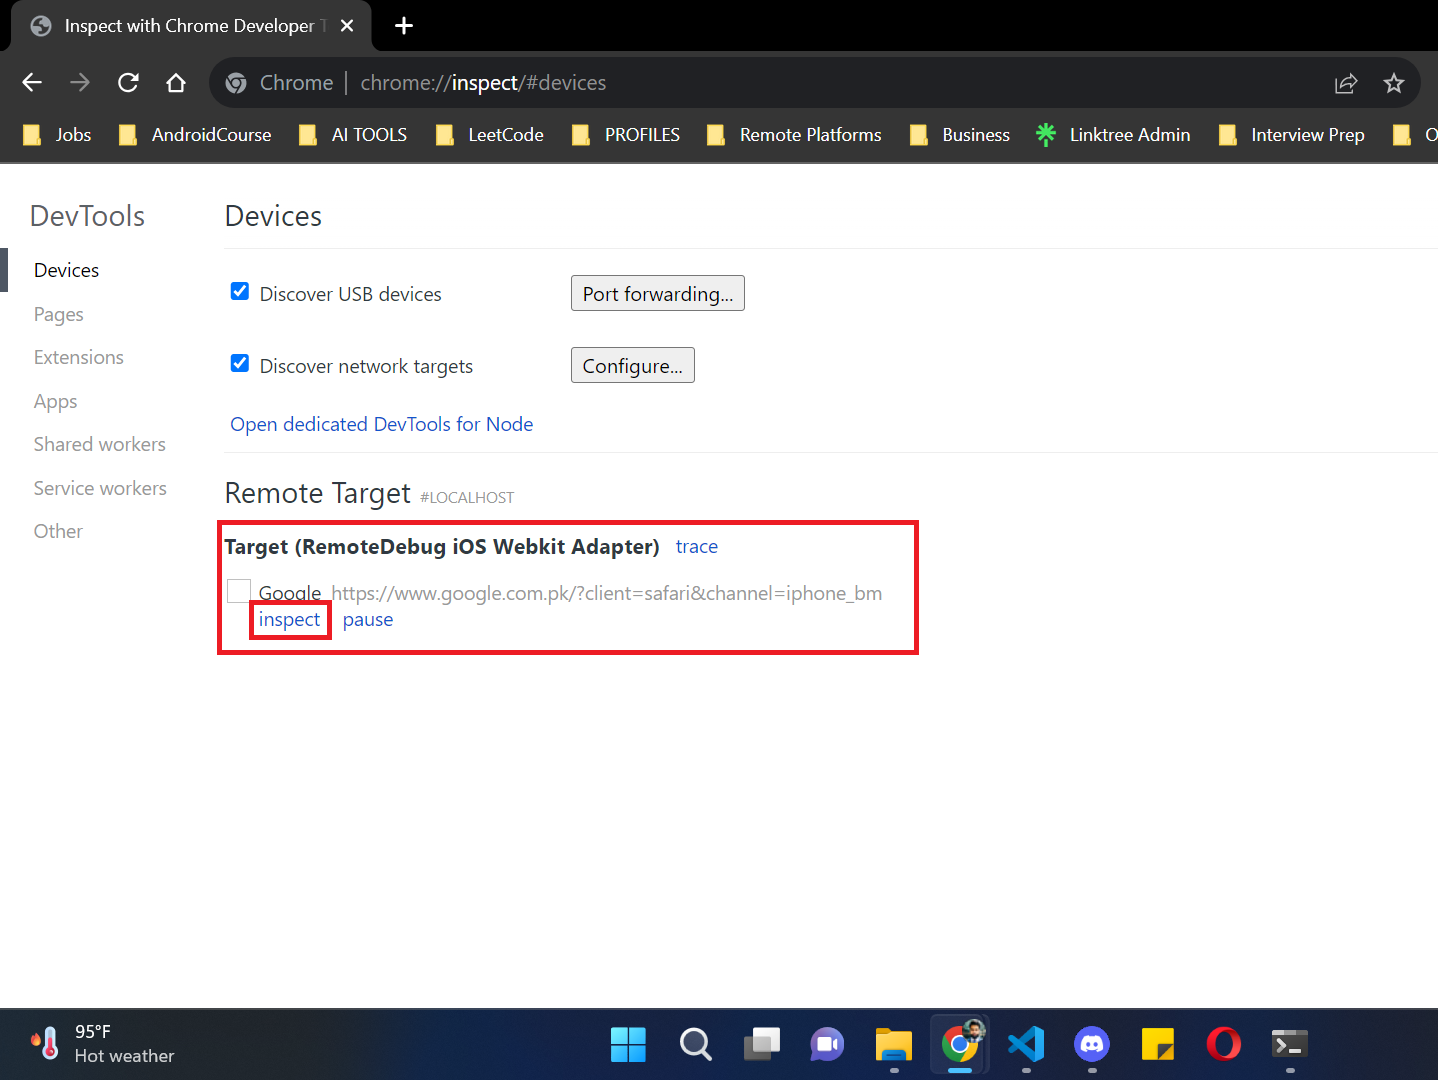 Inspect with Chrome Developer T
Chrome | chrome://inspect/#devices
Jobs AndroidCourse AI TOOLS LeetCode PROFILES Remote Platforms Business Linktree Admin Interview Prep O
DevTools
Devices
Pages
Extensions
Apps
Shared workers
Service workers
Other
Devices
Discover USB devices Port forwarding...
Discover network targets Configure...
Open dedicated DevTools for Node
Remote Target #LOCALHOST
Target (RemoteDebug iOS Webkit Adapter) trace
Google https://www.google.com.pk/?client=safari&channel=iphone_bm
inspect pause
95°F
Hot weather